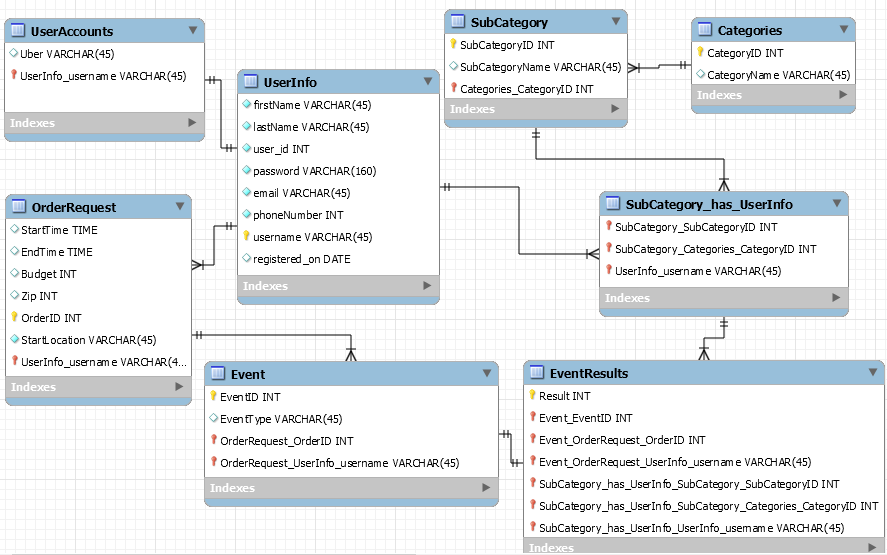 UserAccounts
Uber VARCHAR(45)
UserInfo_username VARCHAR(45)
Indexes
UserInfo
firstName VARCHAR(45)
lastName VARCHAR(45)
user_id INT
password VARCHAR(160)
email VARCHAR(45)
phoneNumber INT
username VARCHAR(45)
registered_on DATE
Indexes
SubCategory
SubCategoryID INT
SubCategoryName VARCHAR(45)
Categories_CategoryID INT
Indexes
Categories
CategoryID INT
CategoryName VARCHAR(45)
Indexes
OrderRequest
StartTime TIME
EndTime TIME
Budget INT
Zip INT
OrderID INT
StartLocation VARCHAR(45)
UserInfo_username VARCHAR(4...
Indexes
SubCategory_has_UserInfo
SubCategory_SubCategoryID INT
SubCategory_Categories_CategoryID INT
UserInfo_username VARCHAR(45)
Indexes
Event
EventID INT
EventType VARCHAR(45)
OrderRequest_OrderID INT
OrderRequest_UserInfo_username VARCHAR(45)
Indexes
EventResults
Result INT
Event_EventID INT
Event_OrderRequest_OrderID INT
Event_OrderRequest_UserInfo_username VARCHAR(45)
SubCategory_has_UserInfo_SubCategory_SubCategoryID INT
SubCategory_has_UserInfo_SubCategory_Categories_CategoryID INT
SubCategory_has_UserInfo_UserInfo_username VARCHAR(45)
Indexes